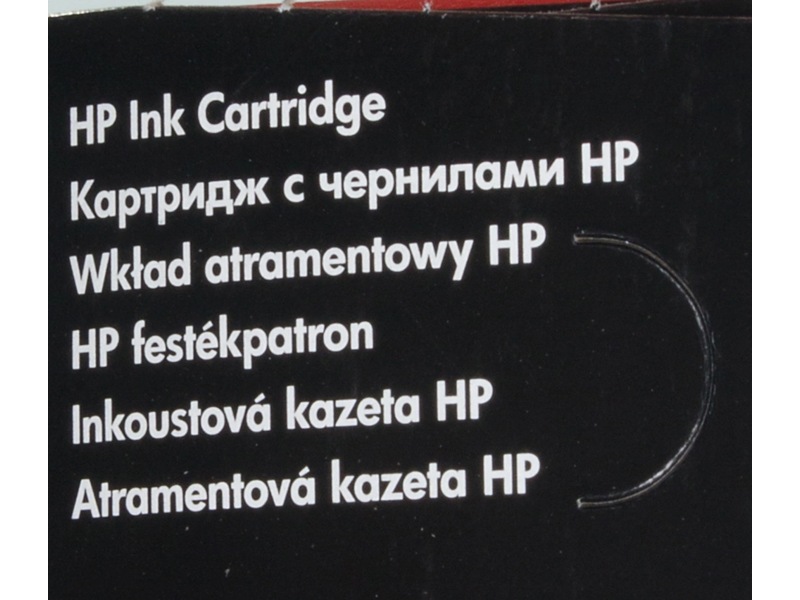 HP Ink Cartridge
Картридж с чернилами HP
Wkład atramentowy HP
HP festékpatron
Inkoustová kazeta HP
Atramentová kazeta HP